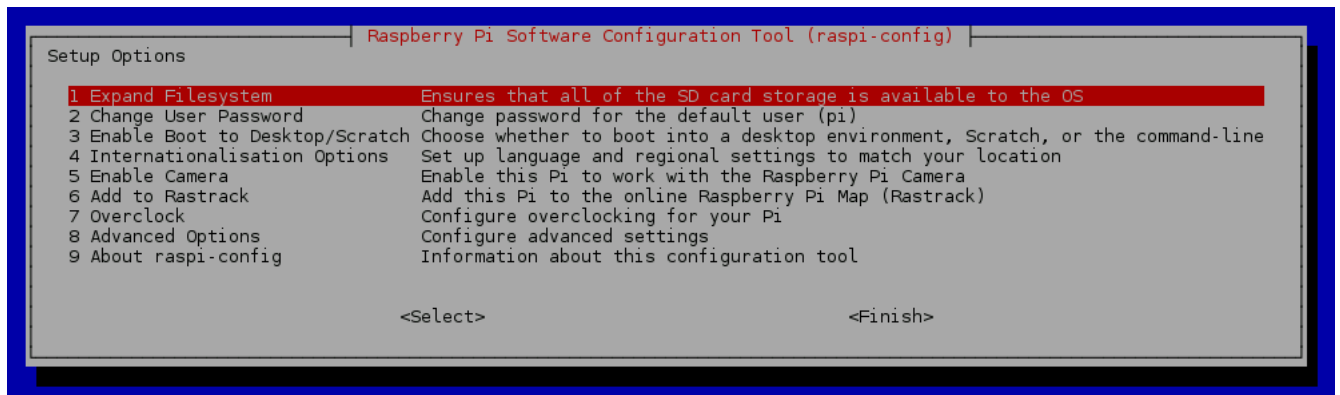 Raspberry Pi Software Configuration Tool (raspi-config)
Setup Options
1 Expand Filesystem Ensures that all of the SD card storage is available to the OS
2 Change User Password Change password for the default user (pi)
3 Enable Boot to Desktop/Scratch Choose whether to boot into a desktop environment, Scratch, or the command-line
4 Internationalisation Options Set up language and regional settings to match your location
5 Enable Camera Enable this Pi to work with the Raspberry Pi Camera
6 Add to Rastrack Add this Pi to the online Raspberry Pi Map (Rastrack)
7 Overclock Configure overclocking for your Pi
8 Advanced Options Configure advanced settings
9 About raspi-config Information about this configuration tool
<Select> <Finish>